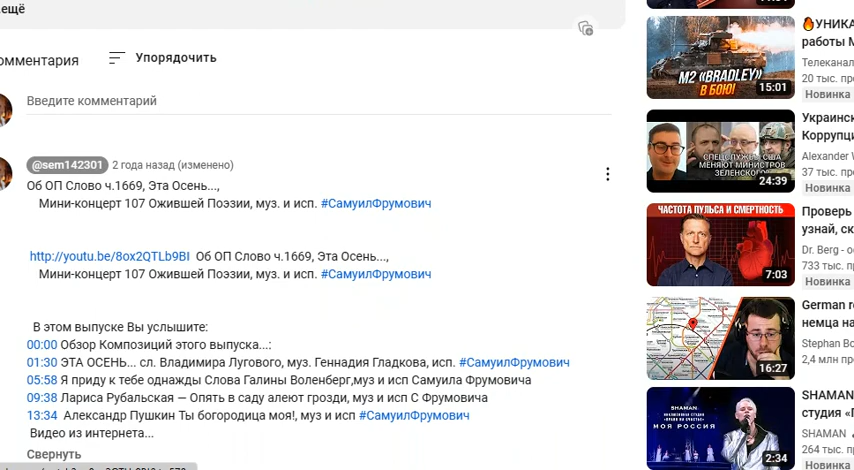 ещё
омментария
Упорядочить
Введите комментарий
@sem142301 2 года назад (изменено)
Об ОП Слово ч.1669, Эта Осень...,
Мини-концерт 107 Ожившей Поэзии, муз. и исп. #СамуилФрумович
http://youtu.be/8ox2QTLb9BI Об ОП Слово ч.1669, Эта Осень...,
Мини-концерт 107 Ожившей Поэзии, муз. и исп. #СамуилФрумович
В этом выпуске Вы услышите:
00:00 Обзор Композиций этого выпуска...:
01:30 ЭТА ОСЕНЬ... сл. Владимира Лугового, муз. Геннадия Гладкова, исп. #СамуилФрумович
05:58 Я приду к тебе однажды Слова Галины Воленберг,муз и исп Самуила Фрумовича
09:38 Лариса Рубальская — Опять в саду алеют грозди, муз и исп С Фрумович
13:34 Александр Пушкин Ты богородица моя!, муз и исп #СамуилФрумович
Видео из интернета...
Свернуть
М2 «BRADLEY»
В БОЮ!
15:01
УНИКА
работы М
Телеканал
20 тыс. пр
Новинка
СПЕЦСЛУЖБЫ США
МЕНЯЮТ МИНИСТРОВ
ЗЕЛЕНСКОГО
24:39
Украинск
Коррупци
Alexander V
37 тыс. пр
Новинка
ЧАСТОТА ПУЛЬСА И СМЕРТНОСТЬ
7:03
Проверь
узнай, ск
Dr. Berg - о
733 тыс. п
Новинка
16:27
German r
немца на
Stephan Bo
2,4 млн пр
SHAMAN
МОЯ РОССИЯ
2:34
SHAMAN
студия «П
SHAMAN
264 тыс. п
Новинка